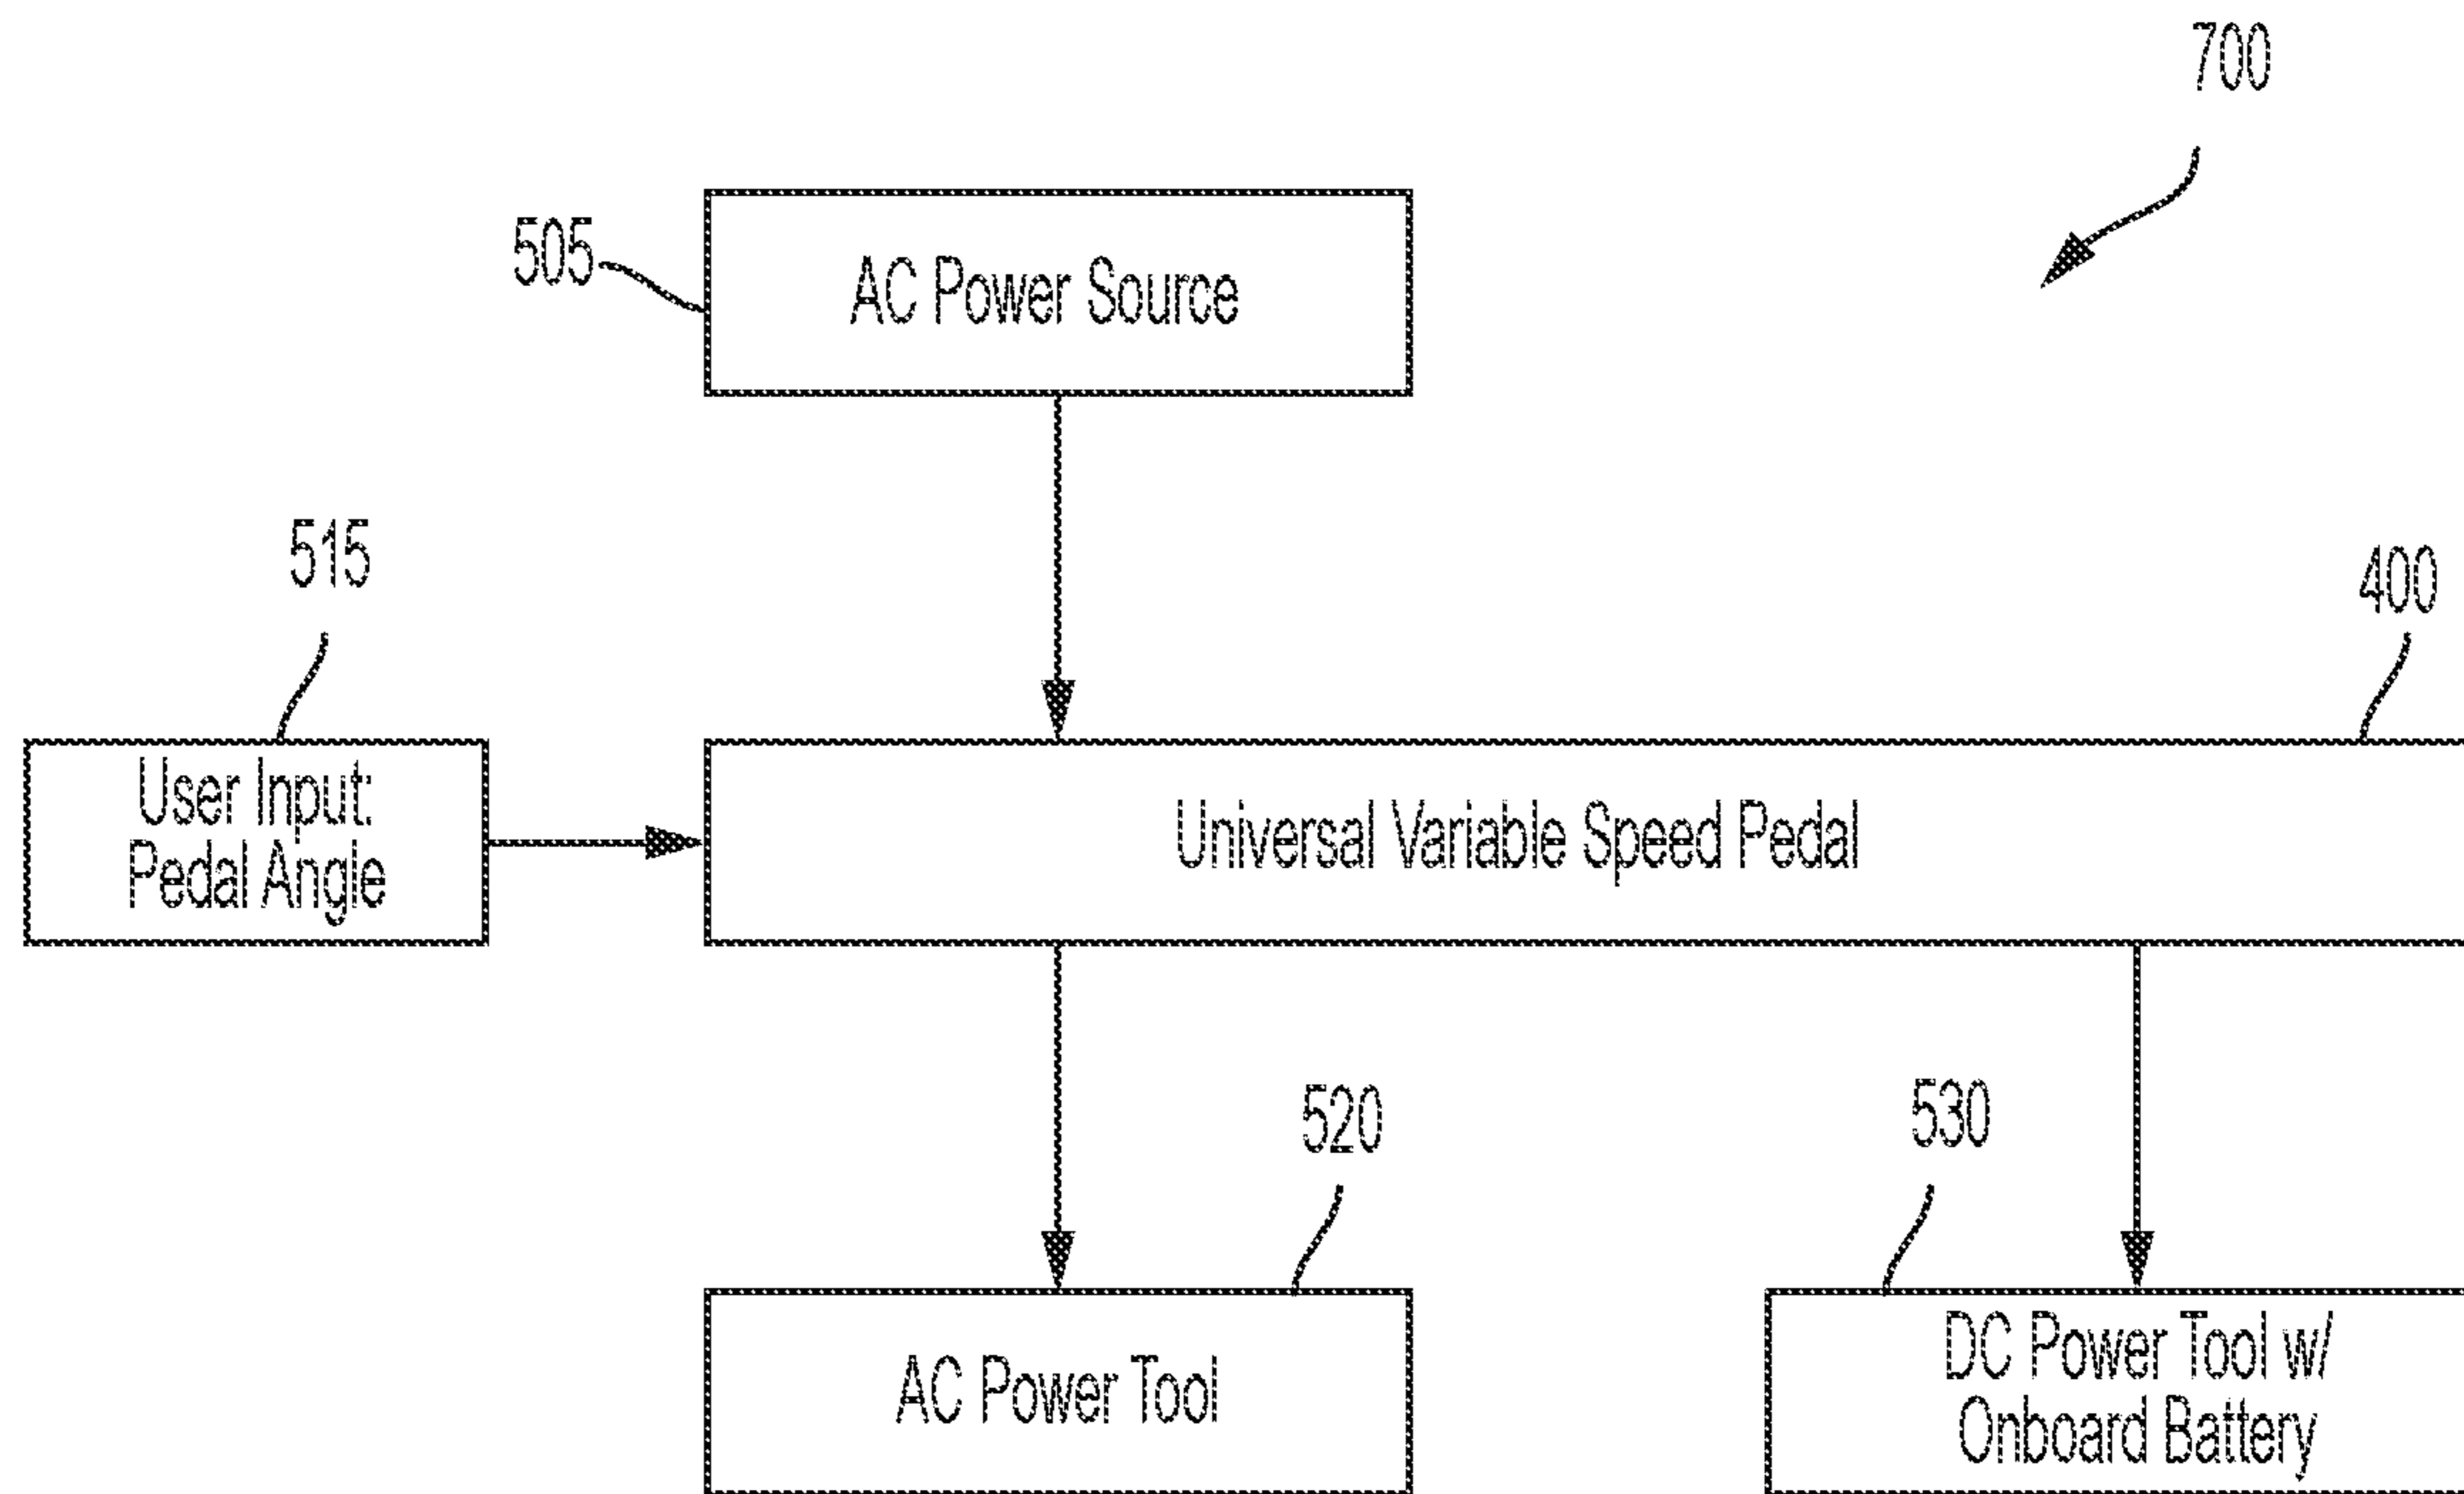 700
505
AC Power Source
515
400
User Input:
Pedal Angle
Universal Variable Speed Pedal
520
530
AC Power Tool
DC Power Tool w/
Onboard Battery